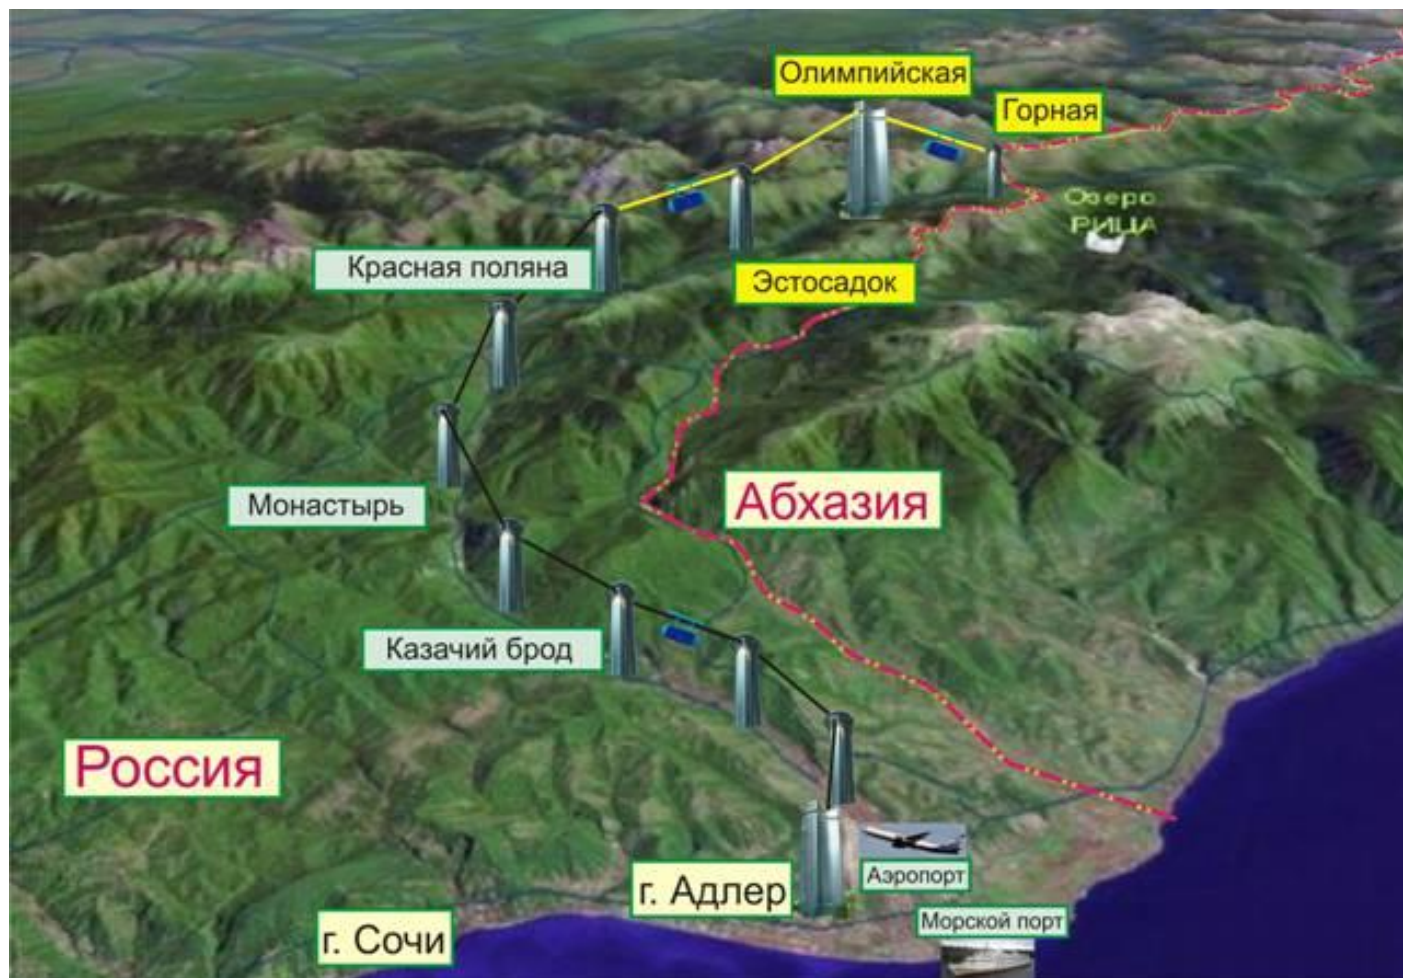 Олимпийская
Горная
Озеро
РИЦА
Красная поляна
Эстосадок
Монастырь
Абхазия
Казачий брод
Россия
Аэропорт
г. Адлер
Морской порт
г. Сочи